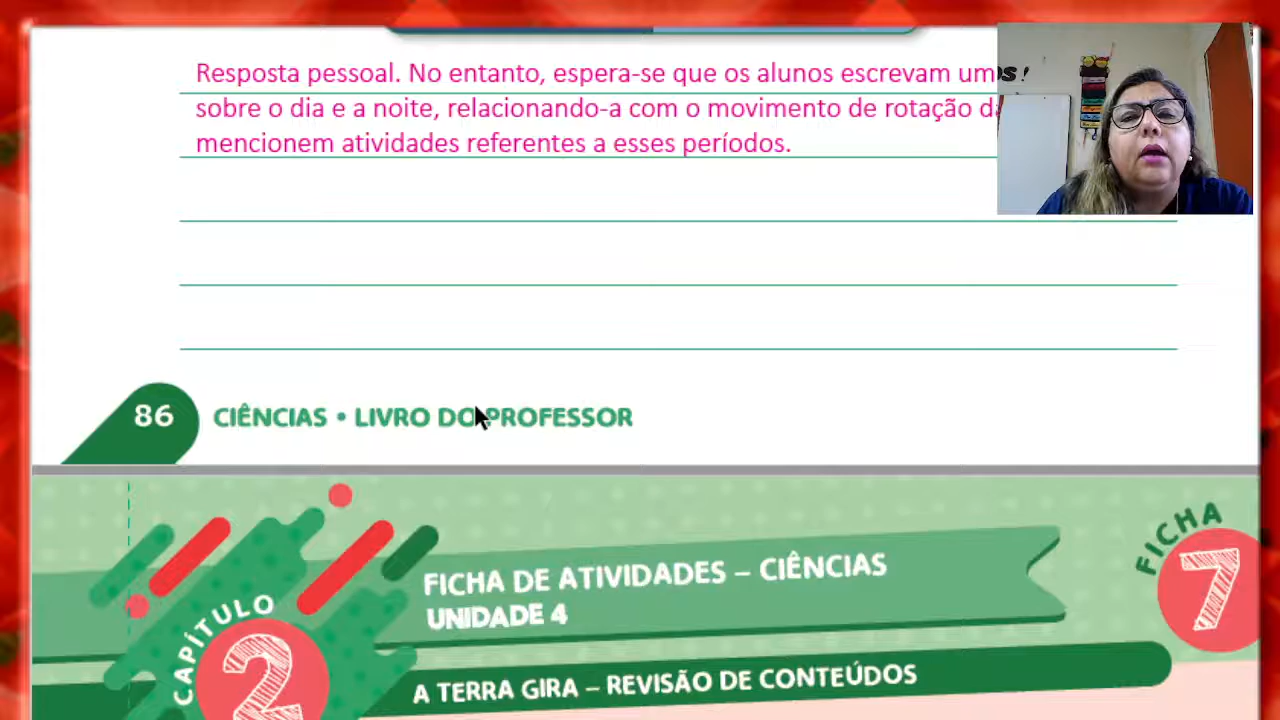 Resposta pessoal. No entanto, espera-se que os alunos escrevam um
sobre o dia e a noite, relacionando-a com o movimento de rotação
mencionem atividades referentes a esses períodos.
86
CIÊNCIAS • LIVRO DO PROFESSOR
CAPÍTULO
2
FICHA DE ATIVIDADES – CIÊNCIAS
UNIDADE 4
A TERRA GIRA – REVISÃO DE CONTEÚDOS
FICHA
7